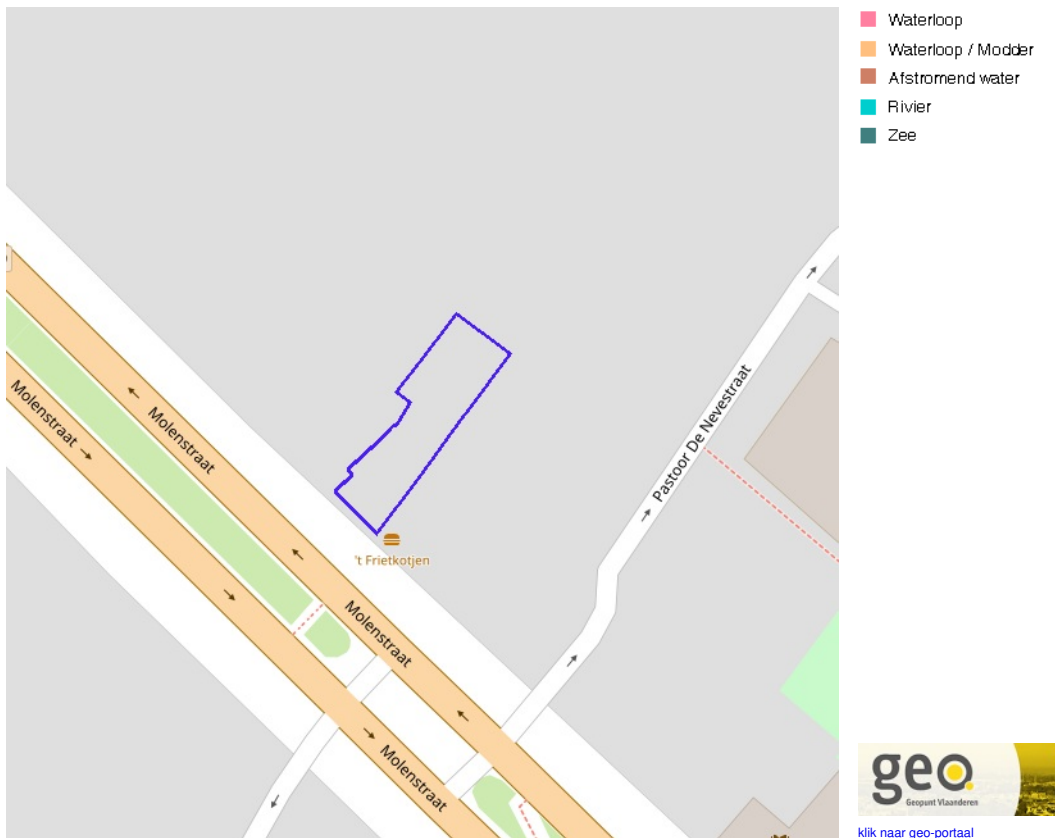 Waterloop
Waterloop / Modder
Afstromend water
Rivier
Zee
Molenstraat
Molenstraat
Pastoor De Nevestraat
't Frietkotjen
Molenstraat
Molenstraat
geo
Geopunt Vlaanderen
klik naar geo-portaal